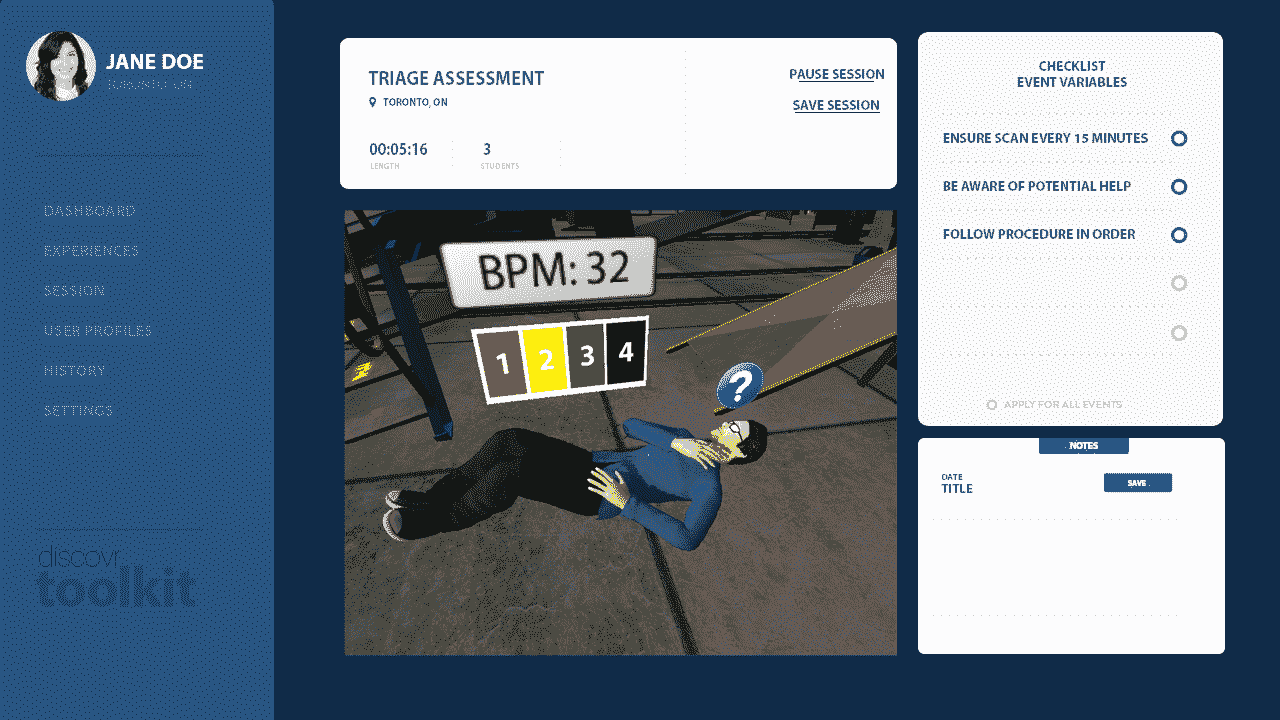 JANE DOE
TORONTO, ON
DASHBOARD
EXPERIENCES
SESSION
USER PROFILES
HISTORY
SETTINGS
discovr
toolkit
TRIAGE ASSESSMENT
TORONTO, ON
00:05:16
LENGTH
3
STUDENTS
PAUSE SESSION
SAVE SESSION
BPM: 32
1 2 3 4
?
CHECKLIST
EVENT VARIABLES
ENSURE SCAN EVERY 15 MINUTES
BE AWARE OF POTENTIAL HELP
FOLLOW PROCEDURE IN ORDER
APPLY FOR ALL EVENTS
NOTES
DATE
TITLE
SAVE